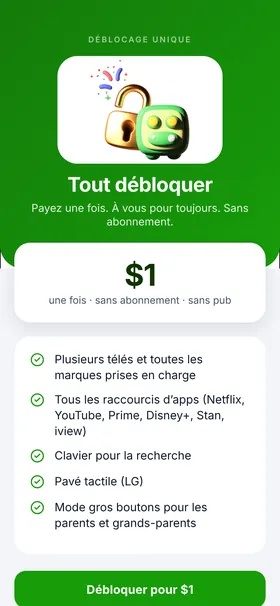 DÉBLOCAGE UNIQUE
Tout débloquer
Payez une fois. À vous pour toujours. Sans
abonnement.
$1
une fois · sans abonnement · sans pub
Plusieurs télés et toutes les
marques prises en charge
Tous les raccourcis d'apps (Netflix,
YouTube, Prime, Disney+, Stan,
iview)
Clavier pour la recherche
Pavé tactile (LG)
Mode gros boutons pour les
parents et grands-parents
Débloquer pour $1